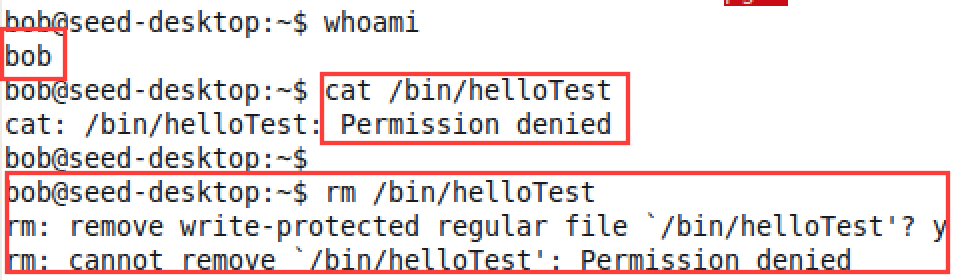 bob@seed-desktop:~$ whoami
bob
bob@seed-desktop:~$ cat /bin/helloTest
cat: /bin/helloTest: Permission denied
bob@seed-desktop:~$
bob@seed-desktop:~$ rm /bin/helloTest
rm: remove write-protected regular file `/bin/helloTest'? y
rm: cannot remove `/bin/helloTest': Permission denied